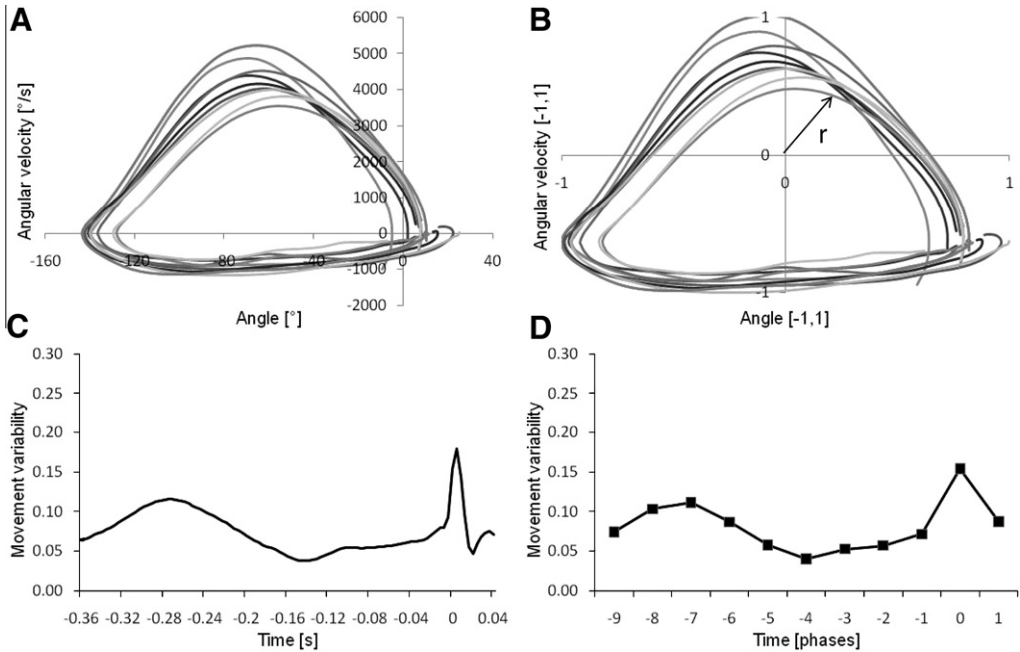 A
6000
5000
4000
3000
2000
1000
0
-1000
-2000
-160
-120
-80
-40
0
40
Angular velocity [°/s]
Angle [°]
B
1
0
-1
-1
0
1
r
Angular velocity [-1,1]
Angle [-1,1]
C
0.30
0.25
0.20
0.15
0.10
0.05
0.00
Movement variability
-0.36 -0.32 -0.28 -0.24 -0.20 -0.16 -0.12 -0.08 -0.04 0 0.04
Time [s]
D
0.30
0.25
0.20
0.15
0.10
0.05
0.00
Movement variability
-9 -8 -7 -6 -5 -4 -3 -2 -1 0 1
Time [phases]